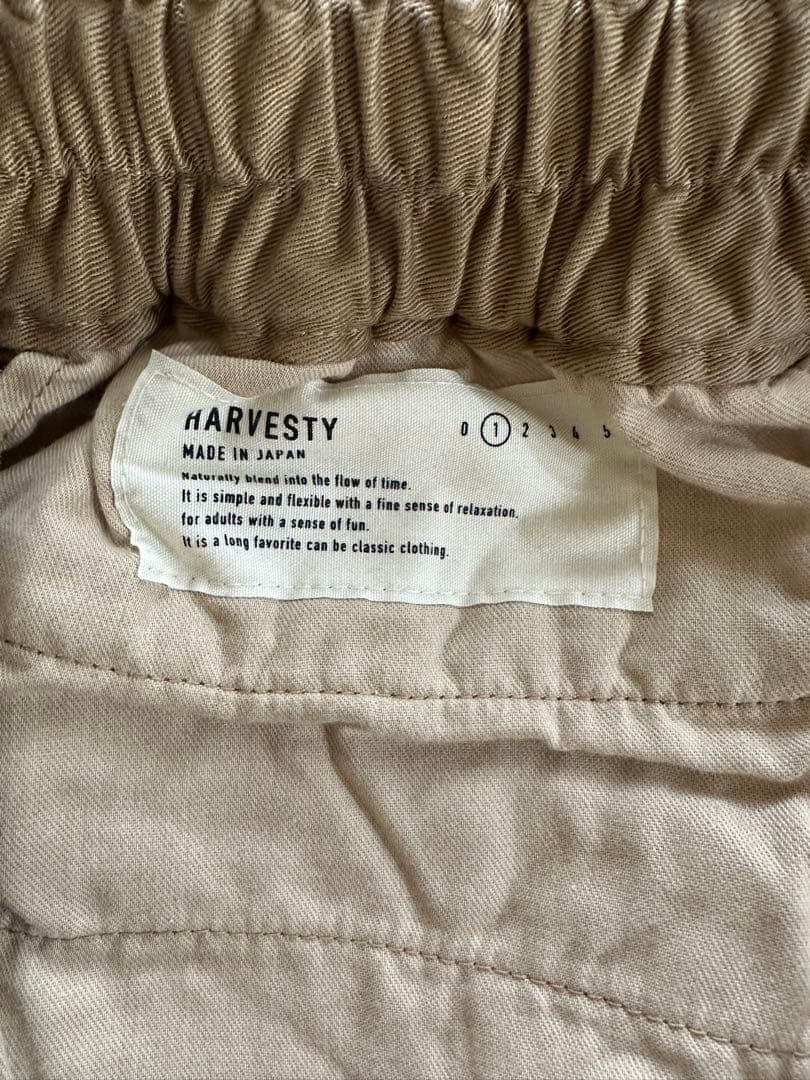 HARVESTY
0 1 2 3 4 5
MADE IN JAPAN
Naturally blend into the flow of time.
It is simple and flexible with a fine sense of relaxation.
for adults with a sense of fun.
It is a long favorite can be classic clothing.